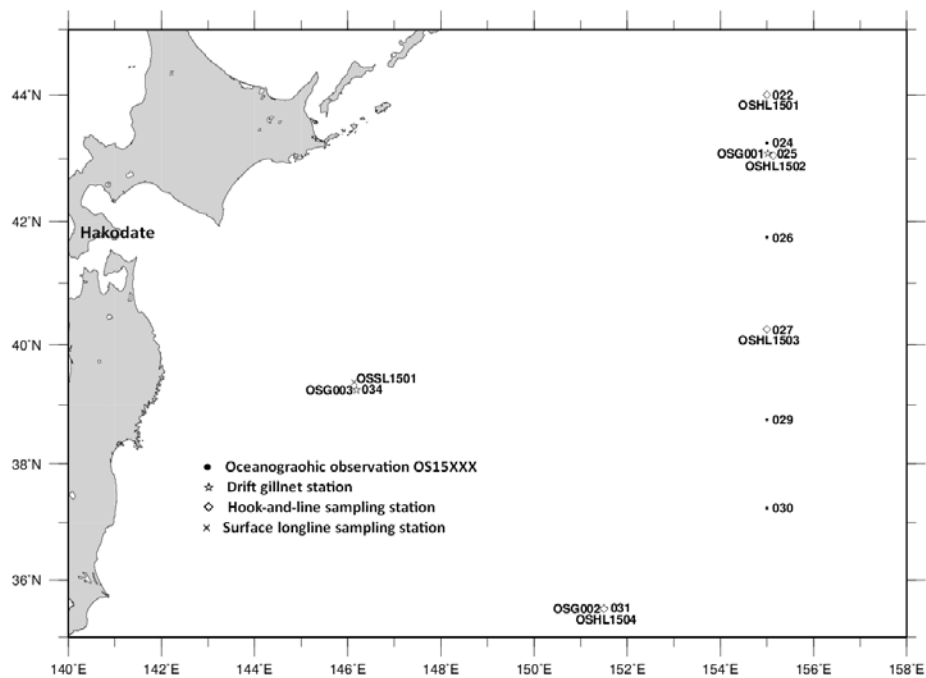 44°N
022
OSHL1501
024
OSG001 025
OSHL1502
42°N
Hakodate
026
40°N
027
OSHL1503
OSSL1501
OSG003 034
029
38°N
Oceanograohic observation OS15XXX
Drift gillnet station
Hook-and-line sampling station
Surface longline sampling station
030
36°N
OSG002 031
OSHL1504
140°E 142°E 144°E 146°E 148°E 150°E 152°E 154°E 156°E 158°E